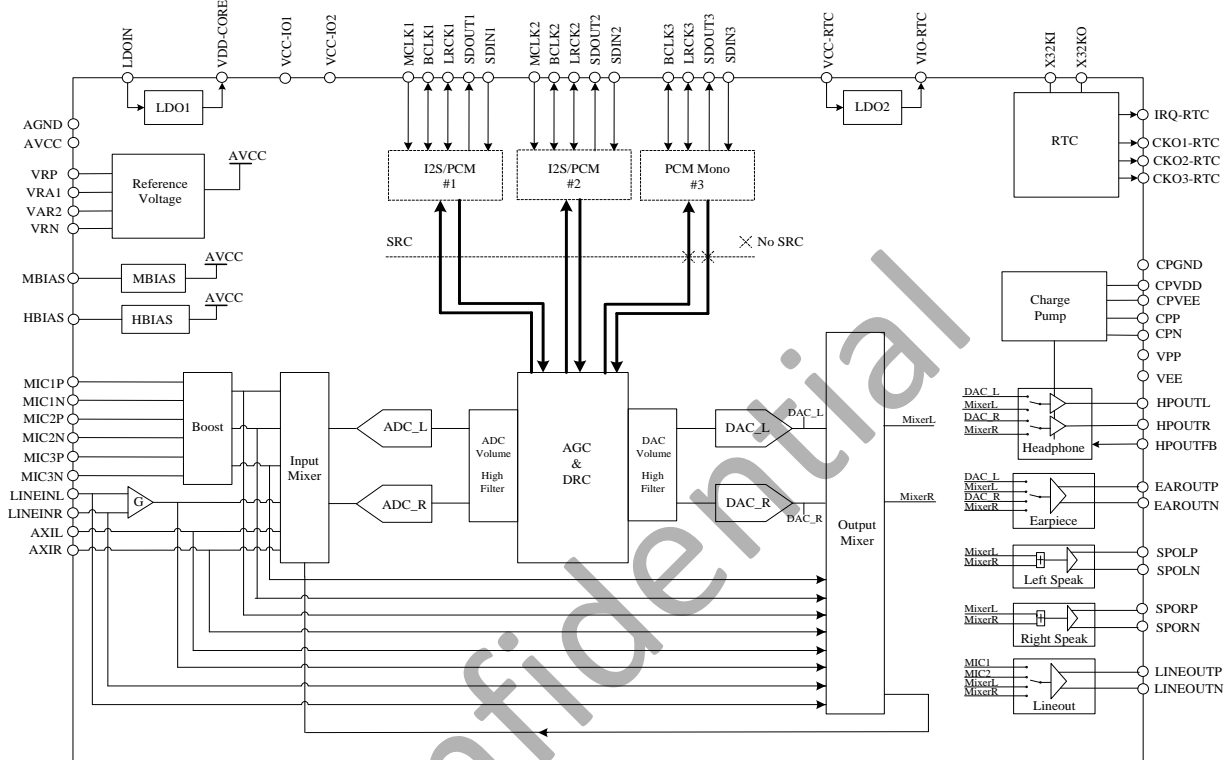 LDOIN
VDD-CORE
VCC-IO1
VCC-IO2
MCLK1
BCLK1
LRCK1
SDOUT1
SDIN1
MCLK2
BCLK2
LRCK2
SDOUT2
SDIN2
BCLK3
LRCK3
SDOUT3
SDIN3
VCC-RTC
VIO-RTC
X32KI
X32KO
LDO1
LDO2
AGND
AVCC
VRP
VRA1
VAR2
VRN
Reference
Voltage
AVCC
MBIAS
MBIAS
AVCC
HBIAS
HBIAS
AVCC
I2S/PCM
#1
I2S/PCM
#2
PCM Mono
#3
SRC
No SRC
RTC
IRQ-RTC
CKO1-RTC
CKO2-RTC
CKO3-RTC
Charge
Pump
CPGND
CPVDD
CPVEE
CPP
CPN
VPP
VEE
MIC1P
MIC1N
MIC2P
MIC2N
MIC3P
MIC3N
LINEINL
LINEINR
AXIL
AXIR
Boost
G
Input
Mixer
ADC_L
ADC_R
ADC
Volume
High
Filter
AGC
&
DRC
DAC
Volume
High
Filter
DAC_L
DAC_R
DAC_L
DAC_R
Output
Mixer
MixerL
MixerR
DAC_L
MixerL
DAC_R
MixerR
Headphone
HPOUTL
HPOUTR
HPOUTFB
DAC_L
MixerL
DAC_R
MixerR
Earpiece
EAROUTP
EAROUTN
MixerL
MixerR
Left Speak
SPOLP
SPOLN
MixerL
MixerR
Right Speak
SPORP
SPORN
MIC1
MIC2
MixerL
MixerR
Lineout
LINEOUTP
LINEOUTN
nfidential